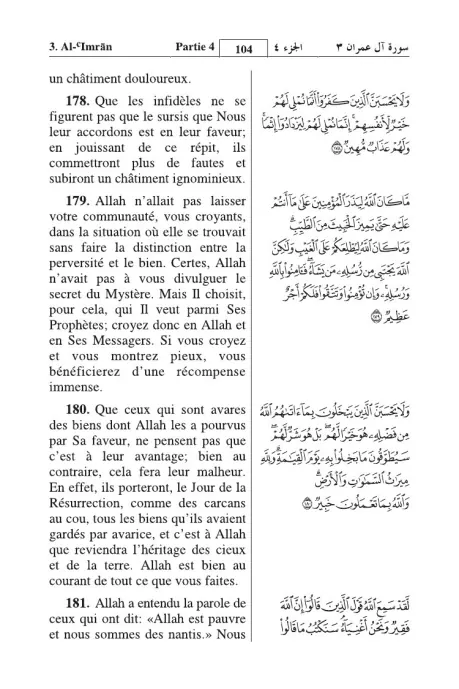 3. Al-ᶜImrān Partie 4 104 الجزء ٤ سورة آل عمران ٣
un châtiment douloureux.
178. Que les infidèles ne se
figurent pas que le sursis que Nous
leur accordons est en leur faveur;
en jouissant de ce répit, ils
commettront plus de fautes et
subiront un châtiment ignominieux.
179. Allah n’allait pas laisser
votre communauté, vous croyants,
dans la situation où elle se trouvait
sans faire la distinction entre la
perversité et le bien. Certes, Allah
n’avait pas à vous divulguer le
secret du Mystère. Mais Il choisit,
pour cela, qui Il veut parmi Ses
Prophètes; croyez donc en Allah et
en Ses Messagers. Si vous croyez
et vous montrez pieux, vous
bénéficierez d’une récompense
immense.
180. Que ceux qui sont avares
des biens dont Allah les a pourvus
par Sa faveur, ne pensent pas que
c’est à leur avantage; bien au
contraire, cela fera leur malheur.
En effet, ils porteront, le Jour de la
Résurrection, comme des carcans
au cou, tous les biens qu’ils avaient
gardés par avarice, et c’est à Allah
que reviendra l’héritage des cieux
et de la terre. Allah est bien au
courant de tout ce que vous faites.
181. Allah a entendu la parole de
ceux qui ont dit: «Allah est pauvre
et nous sommes des nantis.» Nous
وَلَا يَحْسَبَنَّ ٱلَّذِينَ كَفَرُوٓا۟ أَنَّمَا نُمْلِى لَهُمْ
خَيْرٌ لِّأَنفُسِهِمْ ۚ إِنَّمَا نُمْلِى لَهُمْ لِيَزْدَادُوٓا۟ إِثْمًا ۚ
وَلَهُمْ عَذَابٌ مُّهِينٌ ١٧٨
مَّا كَانَ ٱللَّهُ لِيَذَرَ ٱلْمُؤْمِنِينَ عَلَىٰ مَآ أَنتُمْ
عَلَيْهِ حَتَّىٰ يَمِيزَ ٱلْخَبِيثَ مِنَ ٱلطَّيِّبِ ۗ
وَمَا كَانَ ٱللَّهُ لِيُطْلِعَكُمْ عَلَى ٱلْغَيْبِ وَلَٰكِنَّ
ٱللَّهَ يَجْتَبِى مِن رُّسُلِهِۦ مَن يَشَآءُ ۖ فَـَٔامِنُوا۟ بِٱللَّهِ
وَرُسُلِهِۦ ۚ وَإِن تُؤْمِنُوا۟ وَتَتَّقُوا۟ فَلَكُمْ أَجْرٌ
عَظِيمٌ ١٧٩
وَلَا يَحْسَبَنَّ ٱلَّذِينَ يَبْخَلُونَ بِمَآ ءَاتَىٰهُمُ ٱللَّهُ
مِن فَضْلِهِۦ هُوَ خَيْرًا لَّهُم ۖ بَلْ هُوَ شَرٌّ لَّهُمْ ۖ
سَيُطَوَّقُونَ مَا بَخِلُوا۟ بِهِۦ يَوْمَ ٱلْقِيَٰمَةِ ۗ وَلِلَّهِ
مِيرَٰثُ ٱلسَّمَٰوَٰتِ وَٱلْأَرْضِ ۗ
وَٱللَّهُ بِمَا تَعْمَلُونَ خَبِيرٌ ١٨٠
لَّقَدْ سَمِعَ ٱللَّهُ قَوْلَ ٱلَّذِينَ قَالُوٓا۟ إِنَّ ٱللَّهَ
فَقِيرٌ وَنَحْنُ أَغْنِيَآءُ ۘ سَنَكْتُبُ مَا قَالُوا۟